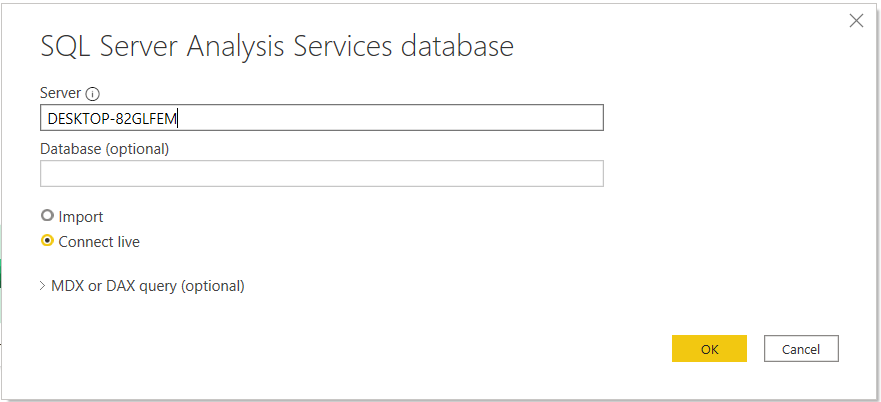 SQL Server Analysis Services database
Server
DESKTOP-82GLFEM
Database (optional)
Import
Connect live
MDX or DAX query (optional)
OK
Cancel